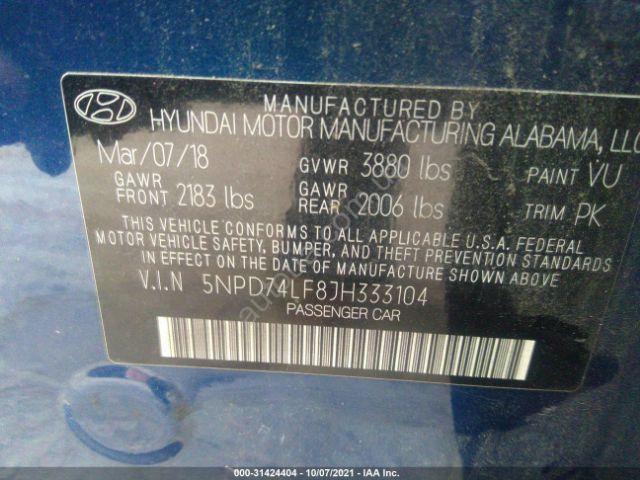 MANUFACTURED BY
HYUNDAI MOTOR MANUFACTURING ALABAMA, LLC
Mar/07/18 GVWR 3880 lbs PAINT VU
GAWR FRONT 2183 lbs GAWR REAR 2006 lbs TRIM PK
THIS VEHICLE CONFORMS TO ALL APPLICABLE U.S.A. FEDERAL
MOTOR VEHICLE SAFETY, BUMPER, AND THEFT PREVENTION
STANDARDS IN EFFECT ON THE DATE OF MANUFACTURE SHOWN ABOVE.
V.I.N 5NPD74LF8JH333104
PASSENGER CAR
000-31424404 - 10/07/2021 - IAA Inc.